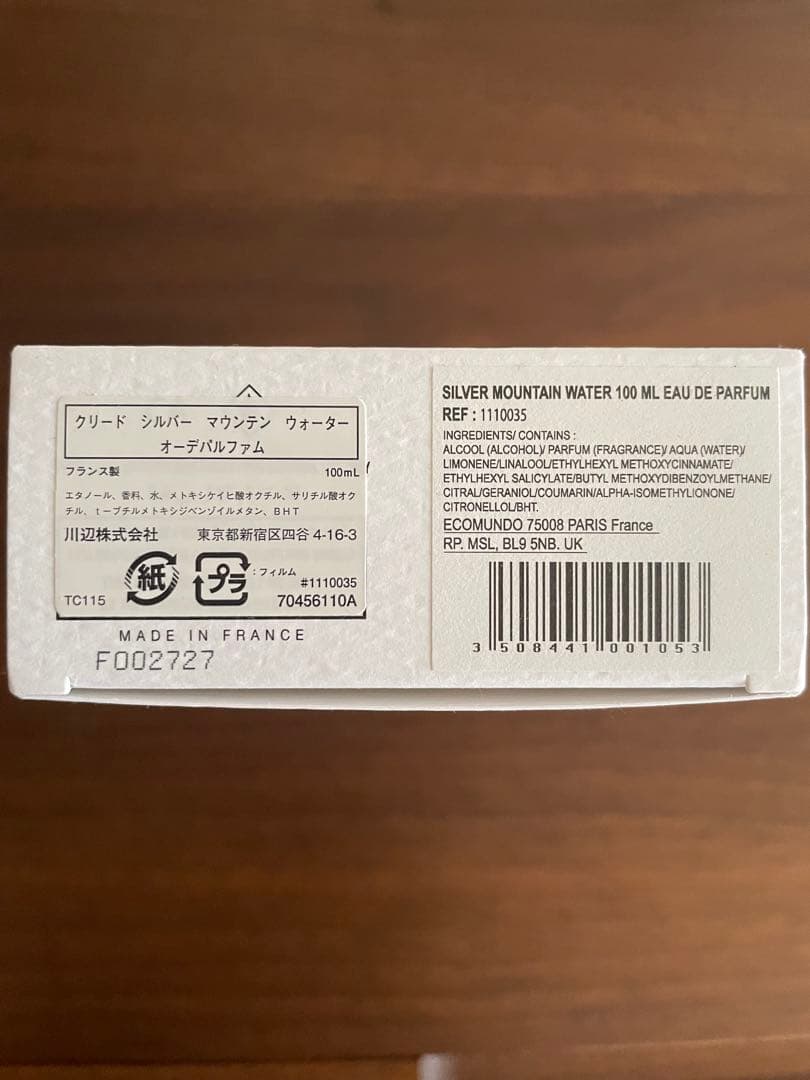 クリード シルバー マウンテン ウォーター
オーデパルファム
フランス製 100mL
エタノール、香料、水、メトキシケイヒ酸オクチル、サリチル酸オク
チル、t-ブチルメトキシジベンゾイルメタン、BHT
川辺株式会社 東京都新宿区四谷 4-16-3
紙 プラ :フィルム
#1110035
TC115 70456110A
MADE IN FRANCE
F002727
SILVER MOUNTAIN WATER 100 ML EAU DE PARFUM
REF : 1110035
INGREDIENTS/ CONTAINS :
ALCOOL (ALCOHOL)/ PARFUM (FRAGRANCE)/ AQUA (WATER)/
LIMONENE/LINALOOL/ETHYLHEXYL METHOXYCINNAMATE/
ETHYLHEXYL SALICYLATE/BUTYL METHOXYDIBENZOYLMETHANE/
CITRAL/GERANIOL/COUMARIN/ALPHA-ISOMETHYLIONONE/
CITRONELLOL/BHT.
ECOMUNDO 75008 PARIS France
RP. MSL, BL9 5NB. UK
3 508441 001053